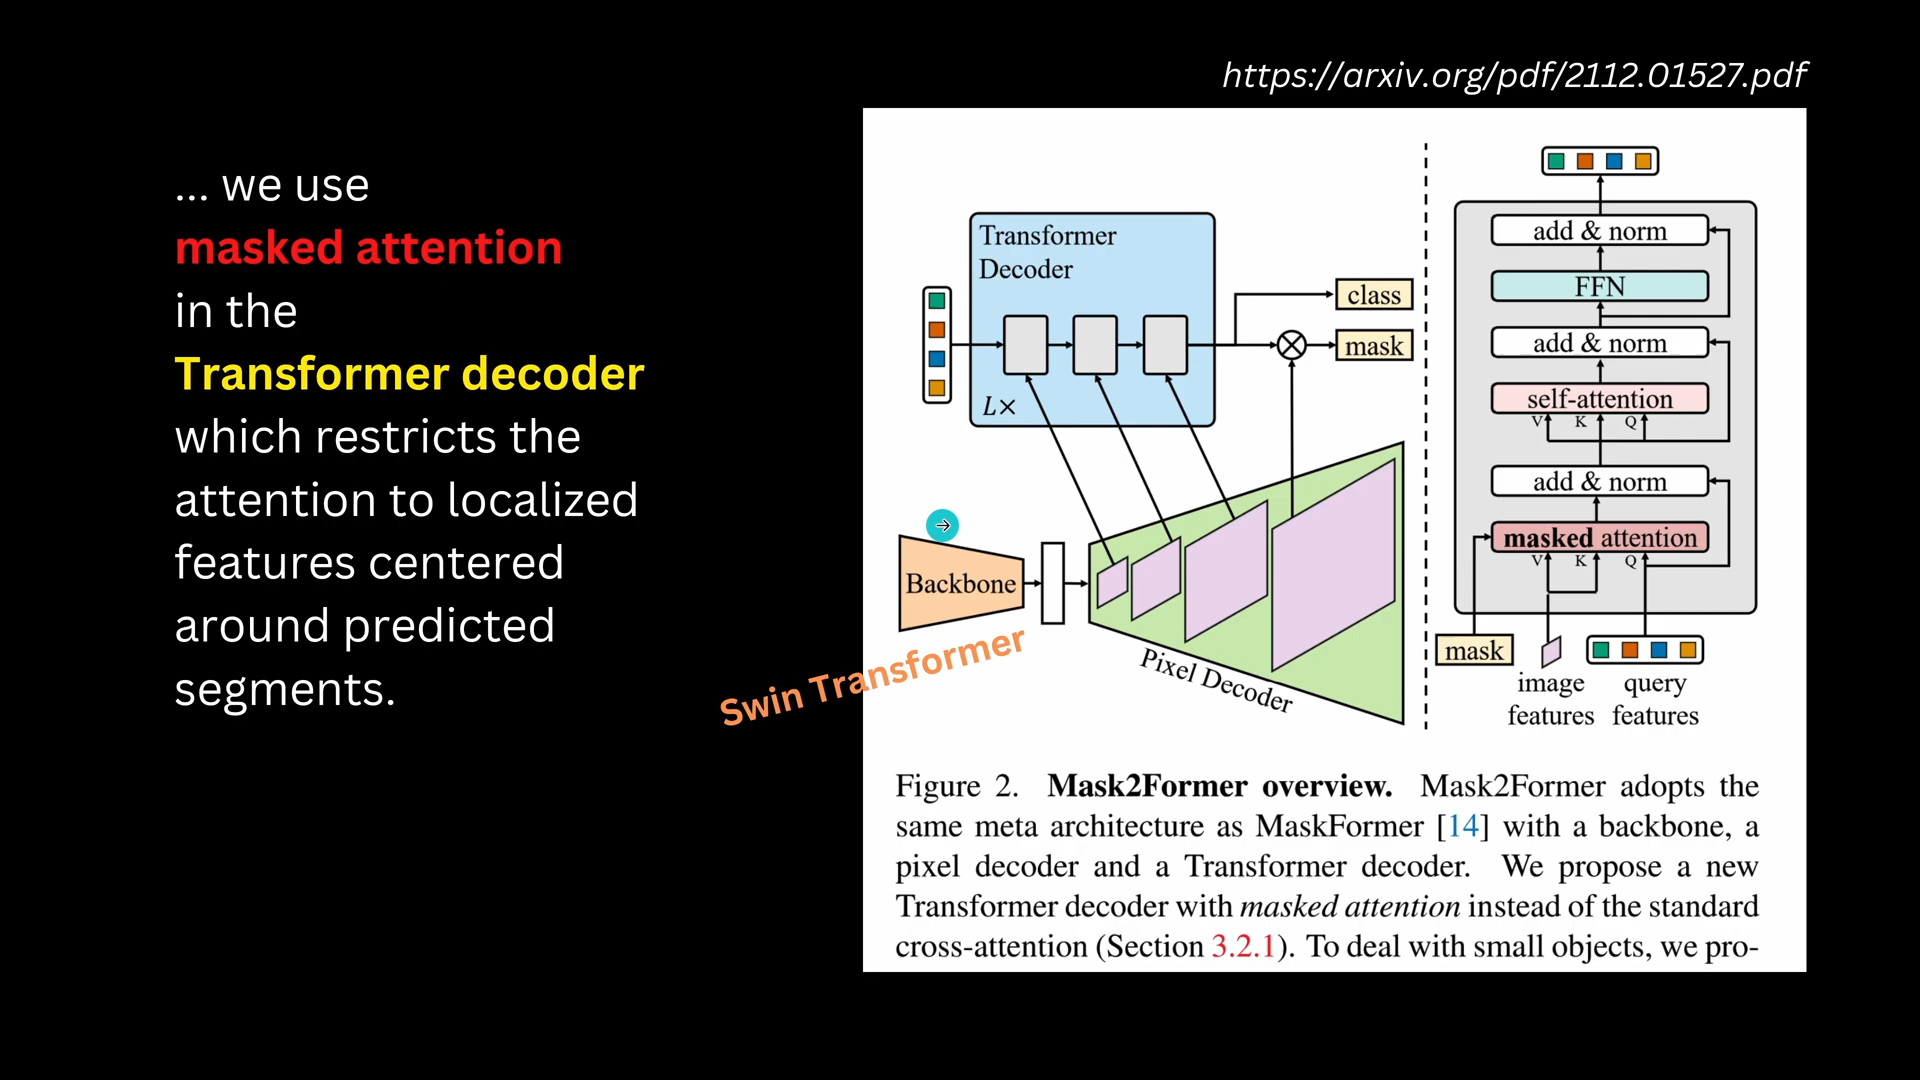 https://arxiv.org/pdf/2112.01527.pdf
... we use
masked attention
in the
Transformer decoder
which restricts the
attention to localized
features centered
around predicted
segments.
Transformer
Decoder
L×
class
mask
Backbone
Swin Transformer
Pixel Decoder
add & norm
FFN
add & norm
self-attention
V K Q
add & norm
masked attention
V K Q
mask
image
features
query
features
Figure 2. Mask2Former overview. Mask2Former adopts the
same meta architecture as MaskFormer [14] with a backbone, a
pixel decoder and a Transformer decoder. We propose a new
Transformer decoder with masked attention instead of the standard
cross-attention (Section 3.2.1). To deal with small objects, we pro-